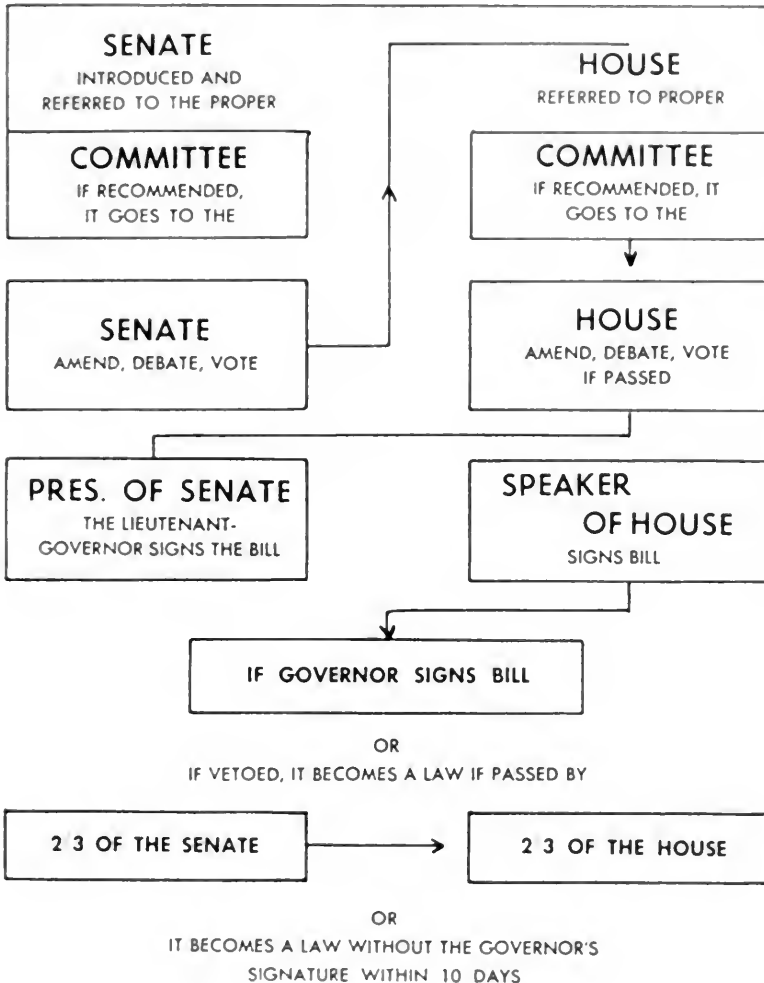 SENATE
INTRODUCED AND
REFERRED TO THE PROPER
COMMITTEE
IF RECOMMENDED,
IT GOES TO THE
SENATE
AMEND, DEBATE, VOTE
HOUSE
REFERRED TO PROPER
COMMITTEE
IF RECOMMENDED, IT
GOES TO THE
HOUSE
AMEND, DEBATE, VOTE
IF PASSED
PRES. OF SENATE
THE LIEUTENANT-
GOVERNOR SIGNS THE BILL
SPEAKER
OF HOUSE
SIGNS BILL
IF GOVERNOR SIGNS BILL
OR
IF VETOED, IT BECOMES A LAW IF PASSED BY
2 3 OF THE SENATE
2 3 OF THE HOUSE
OR
IT BECOMES A LAW WITHOUT THE GOVERNOR'S
SIGNATURE WITHIN 10 DAYS